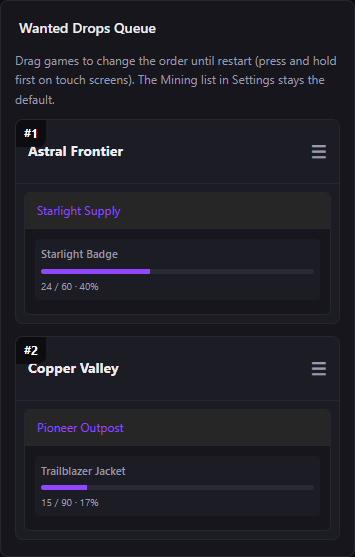 Wanted Drops Queue
Drag games to change the order until restart (press and hold
first on touch screens). The Mining list in Settings stays the
default.
#1
Astral Frontier
Starlight Supply
Starlight Badge
24 / 60 · 40%
#2
Copper Valley
Pioneer Outpost
Trailblazer Jacket
15 / 90 · 17%